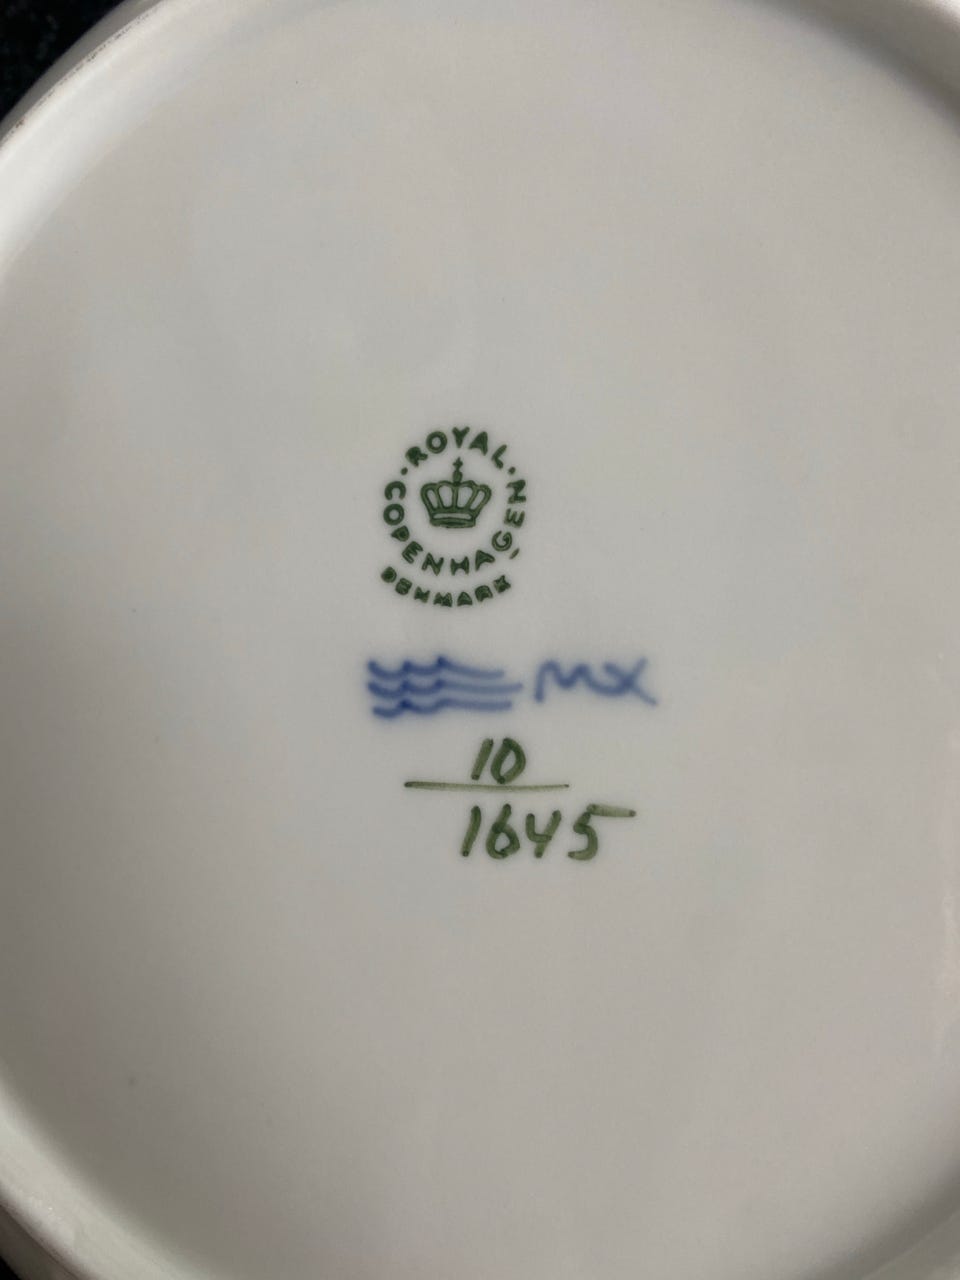 ROYAL
COPENHAGEN
DENMARK
MX
10
1645